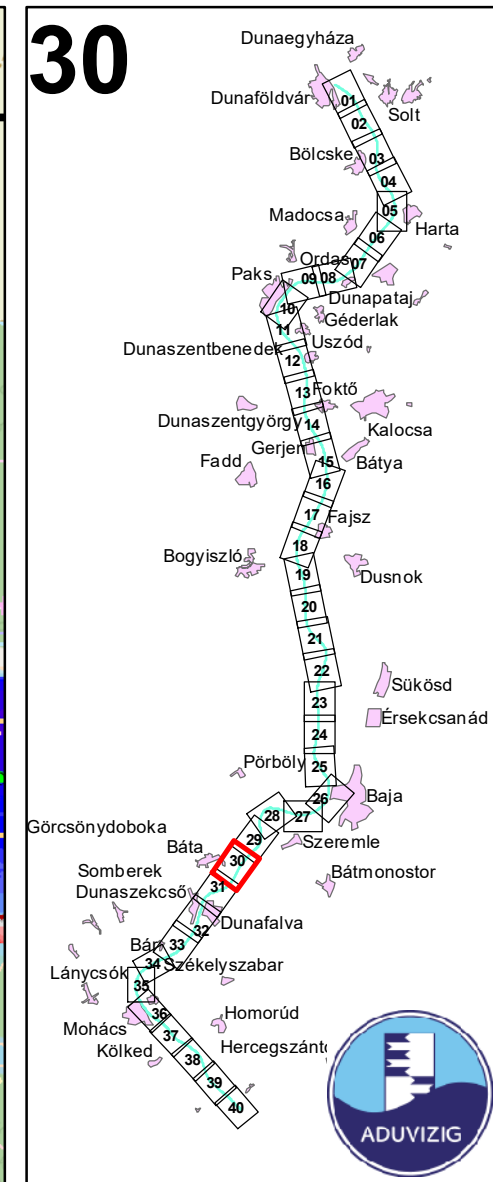 30
Dunaegyháza
Dunaföldvár
01
Solt
02
Bölcske
03
04
05
Madocsa
Harta
06
Ordas
07
Paks
09
08
Dunapataj
10
Géderlak
11
Uszód
Dunaszentbenedek
12
13
Foktő
Dunaszentgyörgy
14
Kalocsa
Gerjen
Fadd
15
Bátya
16
17
Fajsz
18
Bogyiszló
19
Dusnok
20
21
22
Sükösd
23
Érsekcsanád
24
Pörböly
25
26
Baja
28
27
Görcsönydoboka
29
Szeremle
Báta
30
Bátmonostor
Somberek
31
Dunaszekcső
Dunafalva
32
33
Bár
34
Székelyszabar
Lánycsók
35
36
Homorúd
Mohács
37
Kölked
38
Hercegszántó
39
40
ADUVIZIG